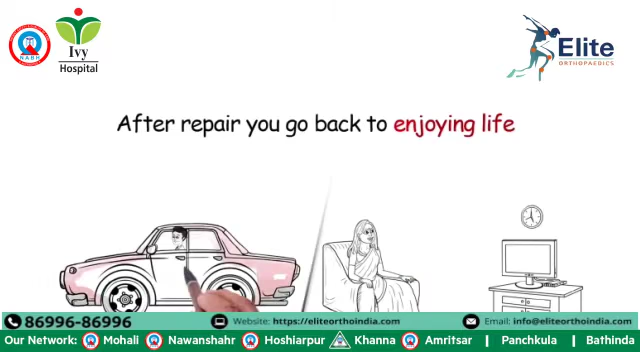 NABH
Ivy
Hospital
Elite
ORTHOPAEDICS
After repair you go back to enjoying life
86996-86996 Website: https://eliteorthoindia.com Email: info@eliteorthoindia.com
Our Network: Mohali Nawanshahr Hoshiarpur Khanna Amritsar | Panchkula | Bathinda